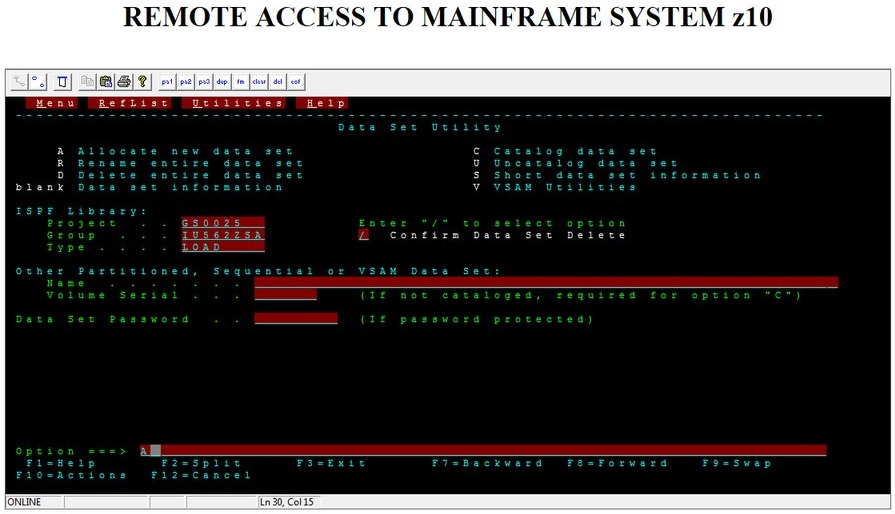 REMOTE ACCESS TO MAINFRAME SYSTEM z10
pa1 pa2 pa3 dup fm clear del cof
Menu RefList Utilities Help
--------------------------------------------------------------------------------
Data Set Utility
A Allocate new data set C Catalog data set
R Rename entire data set U Uncatalog data set
D Delete entire data set S Short data set information
blank Data set information V VSAM Utilities
ISPF Library:
Project . . GS0025 Enter "/" to select option
Group . . . IU562ZSA / Confirm Data Set Delete
Type . . . . LOAD
Other Partitioned, Sequential or VSAM Data Set:
Name . . . . . . .
Volume Serial . . . (If not cataloged, required for option "C")
Data Set Password . . (If password protected)
Option ===> A
F1=Help F2=Split F3=Exit F7=Backward F8=Forward F9=Swap
F10=Actions F12=Cancel
ONLINE Ln 30, Col 15